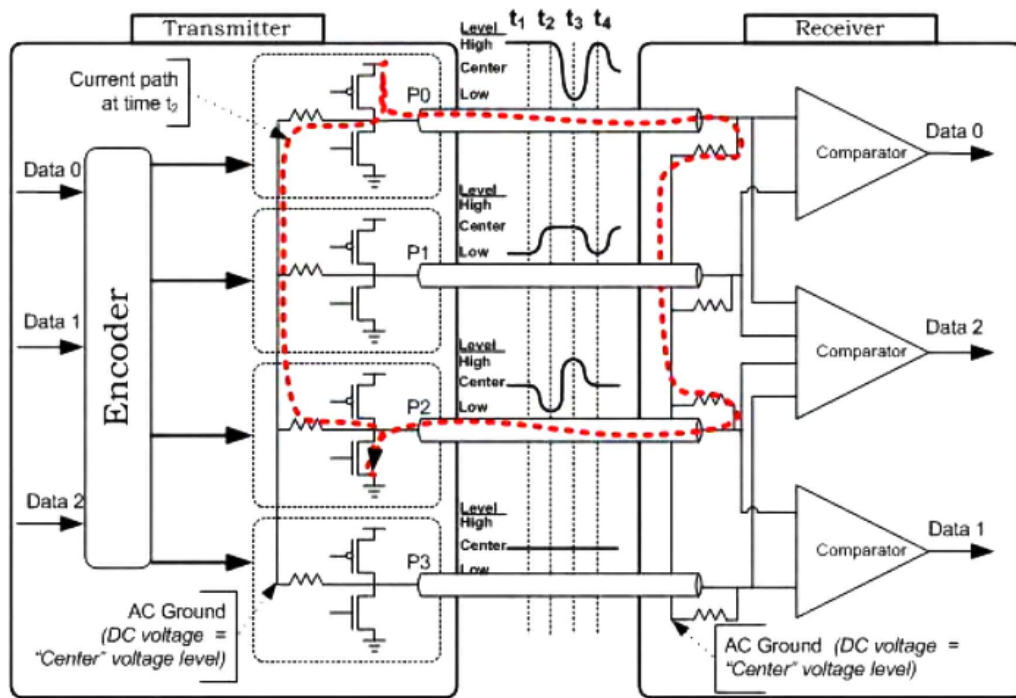 Transmitter
Receiver
t1 t2 t3 t4
Level
High
Center
Low
Current path
at time t2
P0
Data 0
Data 1
Data 2
Encoder
Level
High
Center
Low
P1
Level
High
Center
Low
P2
Level
High
Center
Low
P3
AC Ground
(DC voltage =
"Center" voltage
level)
Comparator
Data 0
Comparator
Data 2
Comparator
Data 1
AC Ground (DC voltage =
"Center" voltage level)